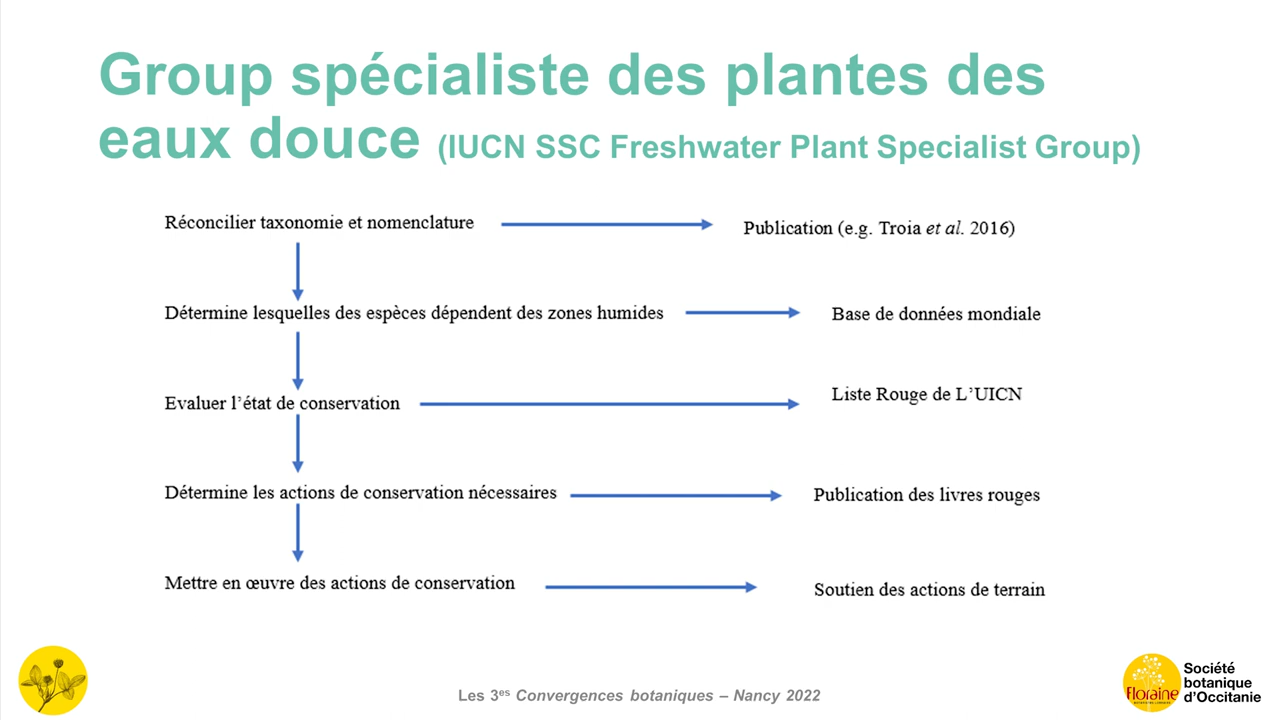 Group spécialiste des plantes des
eaux douce (IUCN SSC Freshwater Plant Specialist Group)
Réconcilier taxonomie et nomenclature
Publication (e.g. Troia et al. 2016)
Détermine lesquelles des espèces dépendent des zones humides
Base de données mondiale
Evaluer l’état de conservation
Liste Rouge de L’UICN
Détermine les actions de conservation nécessaires
Publication des livres rouges
Mettre en œuvre des actions de conservation
Soutien des actions de terrain
Les 3es Convergences botaniques – Nancy 2022
Floraine
Société
botanique
d’Occitanie